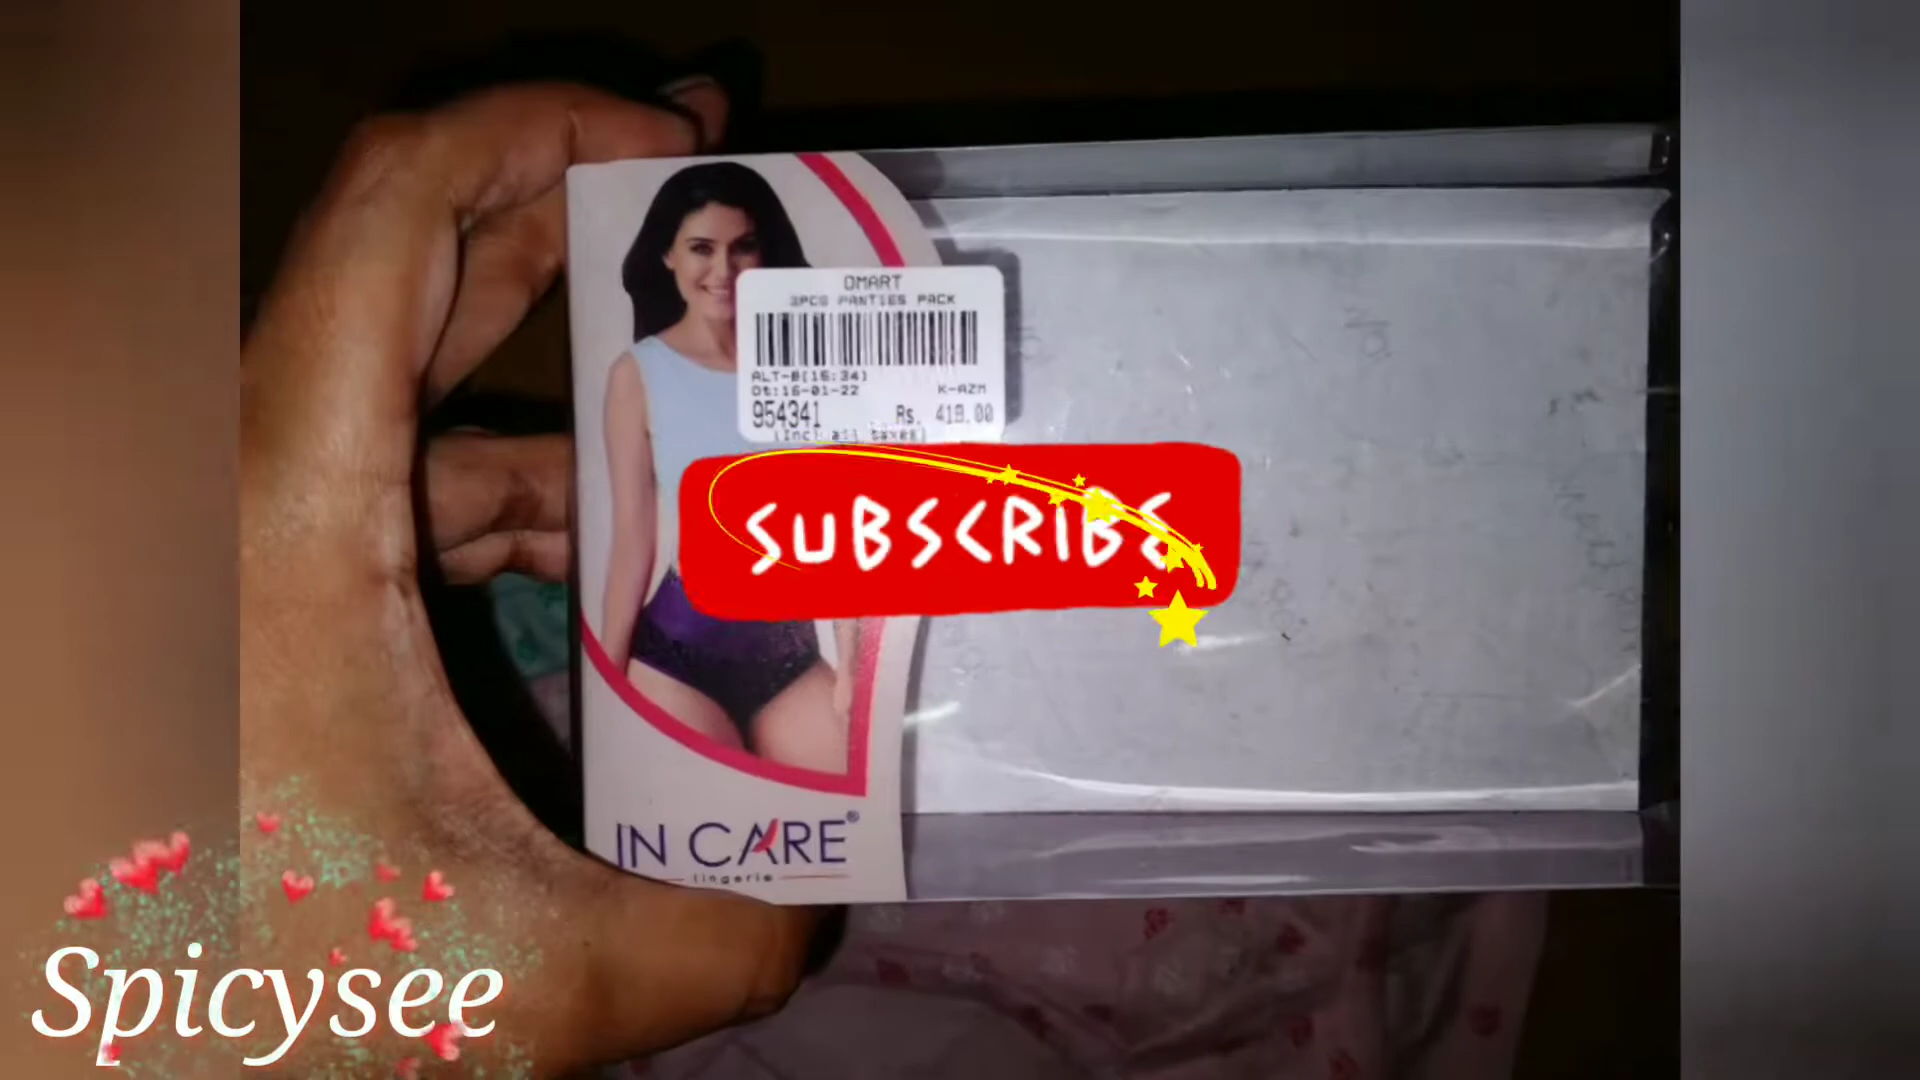 DMART
3PCS PANTIES PACK
ALT-B(16:34)
Dt:16-01-22 K-AZM
954341 Rs. 418.00
(Incl all taxes)
SUBSCRIBE
IN CARE®
lingerie
Spicysee